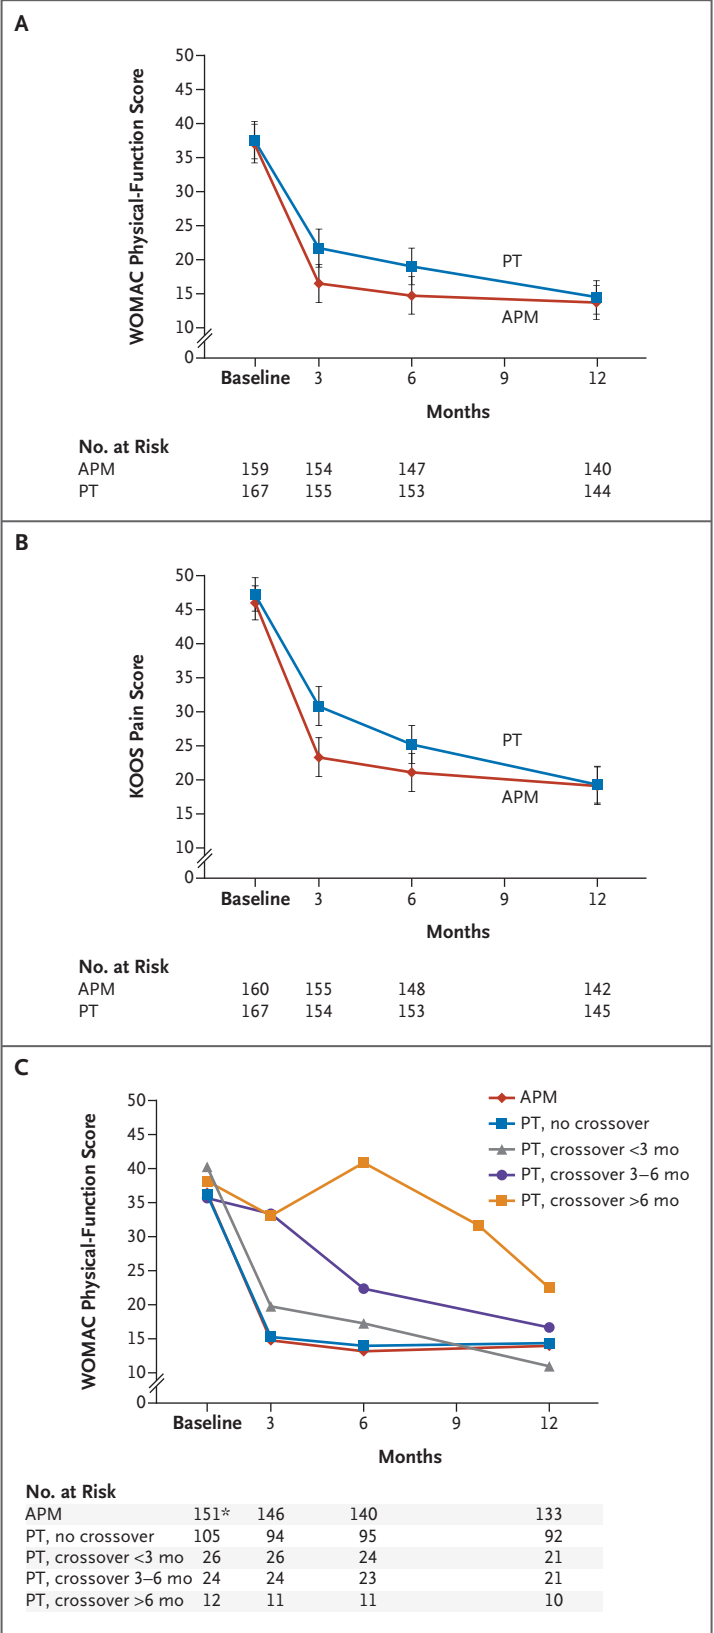 A
50
45
40
35
30
25
20
15
10
0
WOMAC Physical-Function Score
PT
APM
Baseline 3 6 9 12
Months
No. at Risk
APM 159 154 147 140
PT 167 155 153 144
B
50
45
40
35
30
25
20
15
10
0
KOOS Pain Score
PT
APM
Baseline 3 6 9 12
Months
No. at Risk
APM 160 155 148 142
PT 167 154 153 145
C
50
45
40
35
30
25
20
15
10
0
WOMAC Physical-Function Score
APM
PT, no crossover
PT, crossover <3 mo
PT, crossover 3–6 mo
PT, crossover >6 mo
Baseline 3 6 9 12
Months
No. at Risk
APM 151* 146 140 133
PT, no crossover 105 94 95 92
PT, crossover <3 mo 26 26 24 21
PT, crossover 3–6 mo 24 24 23 21
PT, crossover >6 mo 12 11 11 10